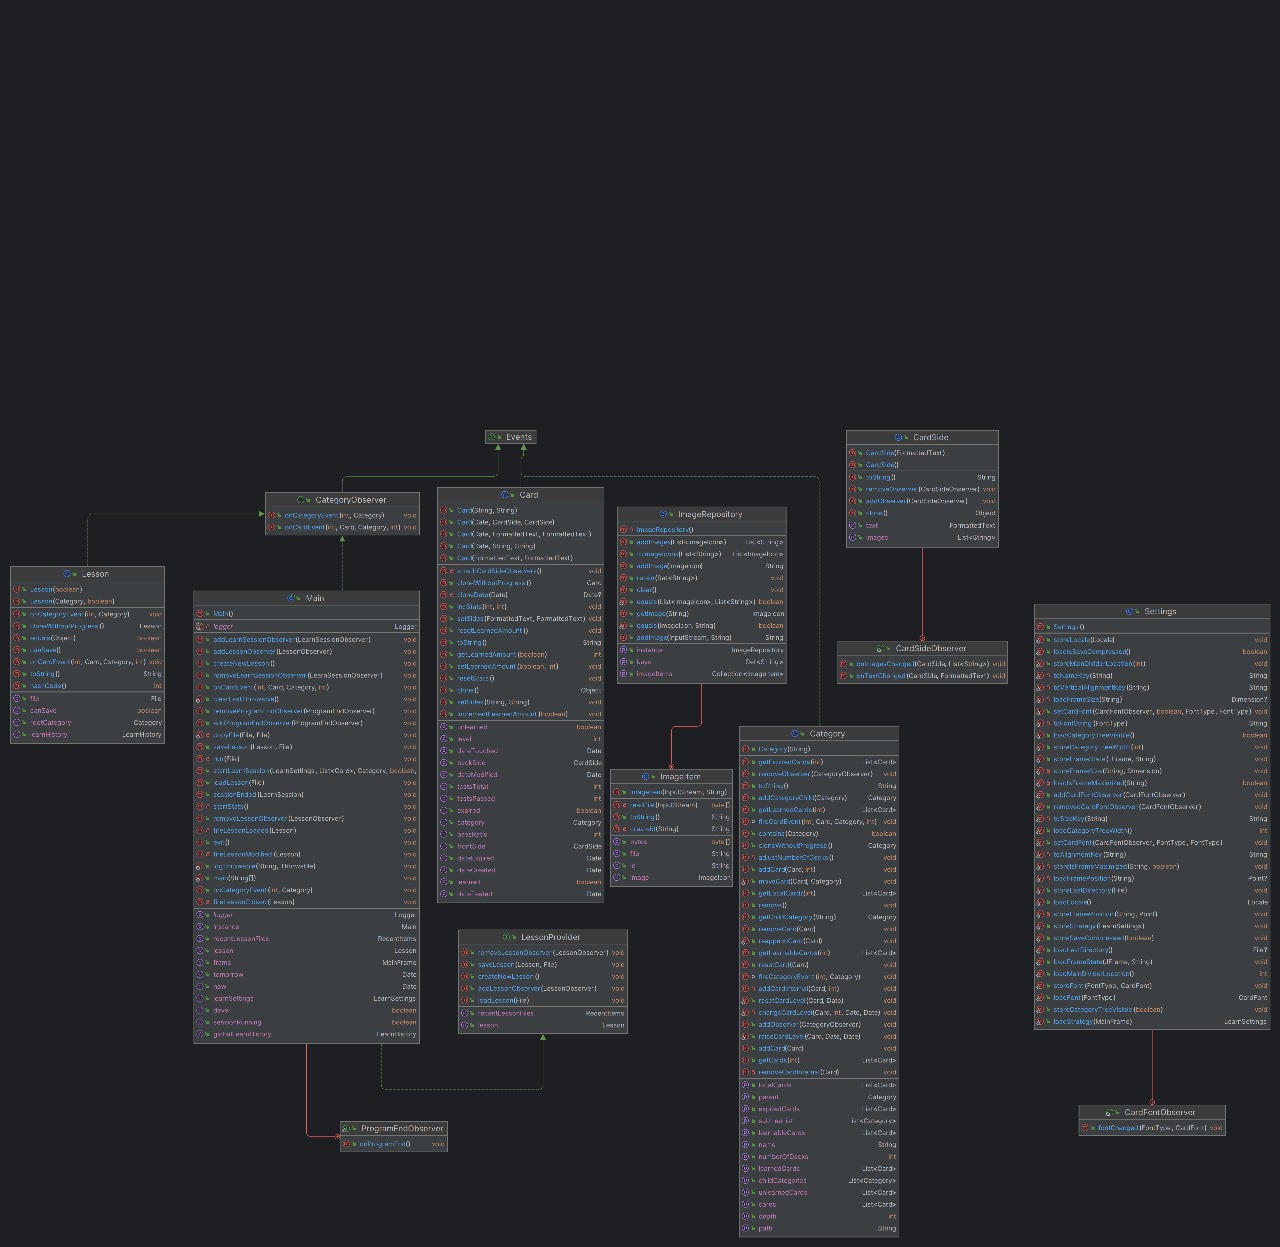 Events
CategoryObserver
onCategoryEvent(int, Category) void
onCardEvent(int, Card, Category, int) void
Lesson
Lesson(boolean)
Lesson(Category, boolean)
onCategoryEvent(int, Category) void
cloneWithoutProgress() Lesson
equals(Object) boolean
canSave() boolean
onCardEvent(int, Card, Category, int) void
toString() String
hashCode() int
file File
canSave boolean
rootCategory Category
learnHistory LearnHistory
Main
Main()
logger Logger
addLearnSessionObserver(LearnSessionObserver) void
addLessonObserver(LessonObserver) void
createNewLesson() void
removeLearnSessionObserver(LearnSessionObserver) void
onCardEvent(int, Card, Category, int) void
clearLastThrowable() void
removeProgramEndObserver(ProgramEndObserver) void
addProgramEndObserver(ProgramEndObserver) void
copyFile(File, File) void
saveLesson(Lesson, File) void
run(File) void
startLearnSession(LearnSettings, List<Card>, Category, boolean,
loadLesson(File) void
sessionEnded(LearnSession) void
startStats() void
removeLessonObserver(LessonObserver) void
fireLessonLoaded(Lesson) void
exit() void
fireLessonModified(Lesson) void
logThrowable(String, Throwable) void
main(String[]) void
onCategoryEvent(int, Category) void
fireLessonClosed(Lesson) void
logger Logger
instance Main
recentLessonFiles RecentItems
lesson Lesson
frame MainFrame
tomorrow Date
now Date
learnSettings LearnSettings
devel boolean
sessionRunning boolean
globalLearnHistory LearnHistory
ProgramEndObserver
onProgramEnd() void
Card
Card(String, String)
Card(Date, CardSide, CardSide)
Card(Date, FormattedText, FormattedText)
Card(Date, String, String)
Card(FormattedText, FormattedText)
attachCardSideObservers() void
cloneWithoutProgress() Card
cloneDate(Date) Date?
incStats(int, int) void
setSides(FormattedText, FormattedText) void
resetLearnedAmount() void
toString() String
getLearnedAmount(boolean) int
setLearnedAmount(boolean, int) void
resetStats() void
clone() Object
setSides(String, String) void
incrementLearnedAmount(boolean) void
unlearned boolean
level int
dateTouched Date
backSide CardSide
dateModified Date
testsTotal int
testsPassed int
expired boolean
category Category
passRatio int
frontSide CardSide
dateExpired Date
dateCreated Date
learned boolean
dateTested Date
LessonProvider
removeLessonObserver(LessonObserver) void
saveLesson(Lesson, File) void
createNewLesson() void
addLessonObserver(LessonObserver) void
loadLesson(File) void
recentLessonFiles RecentItems
lesson Lesson
ImageRepository
ImageRepository()
addImages(List<ImageIcon>) List<String>
toImageIcons(List<String>) List<ImageIcon>
addImage(ImageIcon) String
retain(Set<String>) void
clear() void
equals(List<ImageIcon>, List<String>) boolean
getImage(String) ImageIcon
equals(ImageIcon, String) boolean
addImage(InputStream, String) String
instance ImageRepository
keys Set<String>
imageItems Collection<ImageItem>
ImageItem
ImageItem(InputStream, String)
readFile(InputStream) byte[]
toString() String
createId(String) String
bytes byte[]
file String
id String
image ImageIcon
Category
Category(String)
getExpiredCards(int) List<Card>
removeObserver(CategoryObserver) void
toString() String
addCategoryChild(Category) Category
getLearnedCards(int) List<Card>
fireCardEvent(int, Card, Category, int) void
contains(Category) boolean
cloneWithoutProgress() Category
adjustNumberOfDecks() void
addCard(Card, int) void
moveCard(Card, Category) void
getLocalCards(int) List<Card>
remove() void
getChildCategory(String) Category
removeCard(Card) void
reappendCard(Card) void
getLearnableCards(int) List<Card>
resetCard(Card) void
fireCategoryEvent(int, Category) void
addCardInternal(Card, int) void
resetCardLevel(Card, Date) void
changeCardLevel(Card, int, Date, Date) void
addObserver(CategoryObserver) void
raiseCardLevel(Card, Date, Date) void
addCard(Card) void
getCards(int) List<Card>
removeCardInternal(Card) void
localCards List<Card>
parent Category
expiredCards List<Card>
subtreeList List<Category>
learnableCards List<Card>
name String
numberOfDecks int
learnedCards List<Card>
childCategories List<Category>
unlearnedCards List<Card>
cards List<Card>
depth int
path String
CardSide
CardSide(FormattedText)
CardSide()
toString() String
removeObserver(CardSideObserver) void
addObserver(CardSideObserver) void
clone() Object
text FormattedText
images List<String>
CardSideObserver
onImagesChanged(CardSide, List<String>) void
onTextChanged(CardSide, FormattedText) void
Settings
Settings()
storeLocale(Locale) void
loadIsSaveCompressed() boolean
storeMainDividerLocation(int) void
toNameKey(String) String
toVerticalAlignmentKey(String) String
loadFrameSize(String) Dimension?
setCardFont(CardFontObserver, boolean, FontType, FontType) void
toFontString(FontType) String
loadCategoryTreeVisible() boolean
storeCategoryTreeWidth(int) void
storeFrameState(JFrame, String) void
storeFrameSize(String, Dimension) void
loadIsFrameMaximized(String) boolean
addCardFontObserver(CardFontObserver) void
removedCardFontObserver(CardFontObserver) void
toSizeKey(String) String
loadCategoryTreeWidth() int
setCardFont(CardFontObserver, FontType, FontType) void
toAlignmentKey(String) String
storeIsFrameMaximized(String, boolean) void
loadFramePosition(String) Point?
storeLastDirectory(File) void
loadLocale() Locale
storeFramePosition(String, Point) void
storeStrategy(LearnSettings) void
storeSaveCompressed(boolean) void
loadLastDirectory() File?
loadFrameState(JFrame, String) void
loadMainDividerLocation() int
storeFont(FontType, CardFont) void
loadFont(FontType) CardFont
storeCategoryTreeVisible(boolean) void
loadStrategy(MainFrame) LearnSettings
CardFontObserver
fontChanged(FontType, CardFont) void